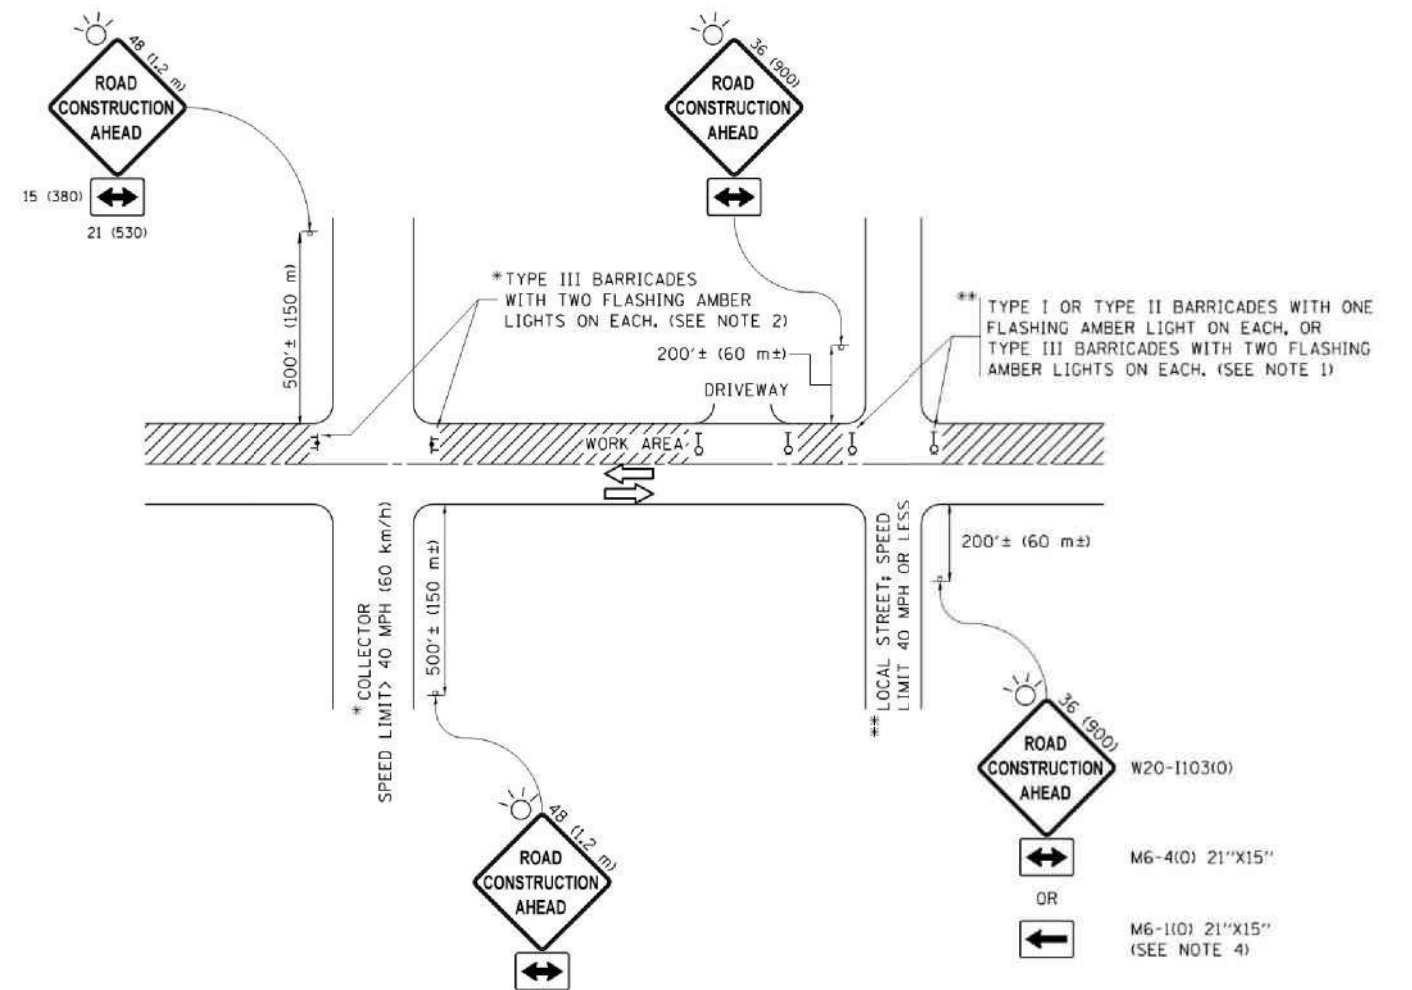 48 (1.2 m)
ROAD
CONSTRUCTION
AHEAD
15 (380)
21 (530)
36 (900)
ROAD
CONSTRUCTION
AHEAD
500'± (150 m)
*TYPE III BARRICADES
WITH TWO FLASHING AMBER
LIGHTS ON EACH. (SEE NOTE 2)
200'± (60 m±)
DRIVEWAY
** TYPE I OR TYPE II BARRICADES WITH ONE
FLASHING AMBER LIGHT ON EACH, OR
TYPE III BARRICADES WITH TWO FLASHING
AMBER LIGHTS ON EACH. (SEE NOTE 1)
WORK AREA
*COLLECTOR
SPEED LIMIT> 40 MPH (60 km/h)
500'± (150 m±)
**LOCAL STREET; SPEED
LIMIT 40 MPH OR LESS
200'± (60 m±)
48 (1.2 m)
ROAD
CONSTRUCTION
AHEAD
36 (900)
ROAD
CONSTRUCTION
AHEAD
W20-I103(O)
M6-4(O) 21"X15"
OR
M6-1(O) 21"X15"
(SEE NOTE 4)